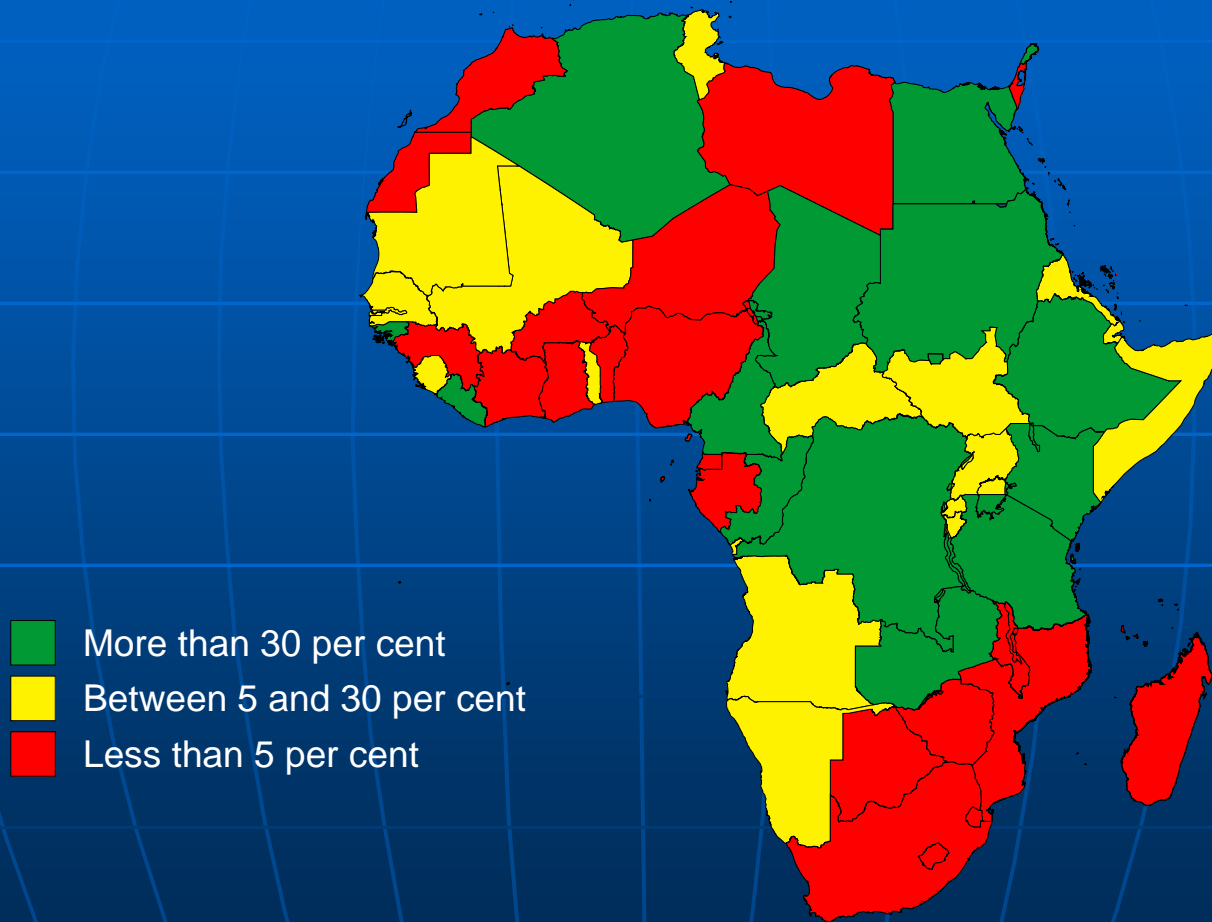 More than 30 per cent
Between 5 and 30 per cent
Less than 5 per cent